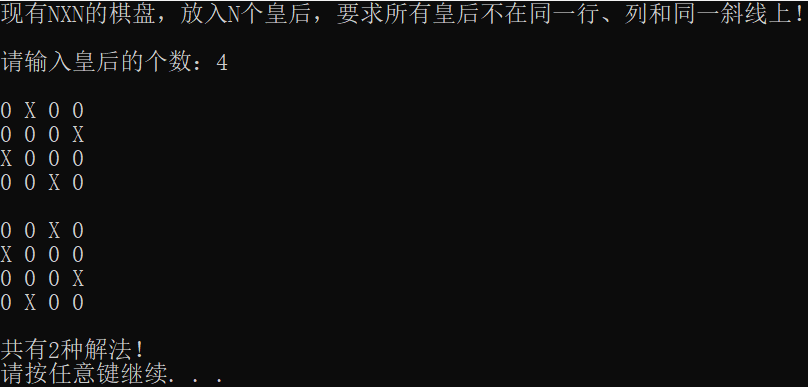 现有NXN的棋盘，放入N个皇后，要求所有皇后不在同一行、列和同一斜线上！
请输入皇后的个数：4
0 X 0 0
0 0 0 X
X 0 0 0
0 0 X 0
0 0 X 0
X 0 0 0
0 0 0 X
0 X 0 0
共有2种解法！
请按任意键继续. . .